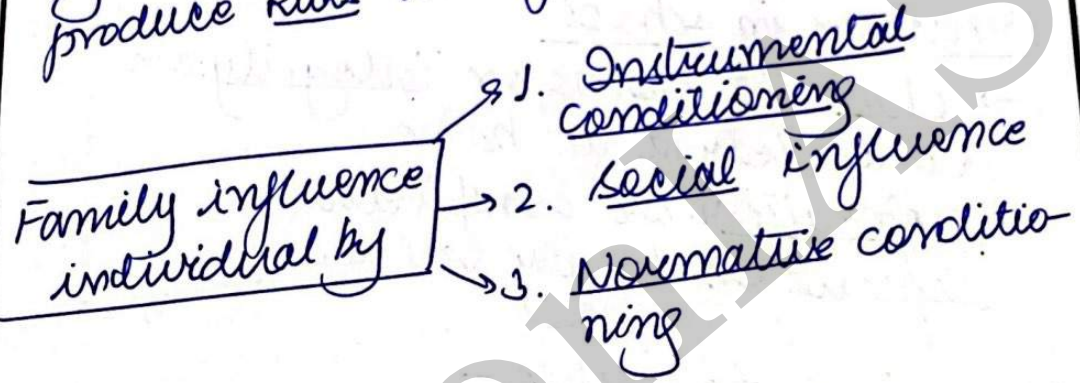 produce
1. Instrumental
conditioning
Family influence
individual by
2. social influence
3. Normative conditio-
ning